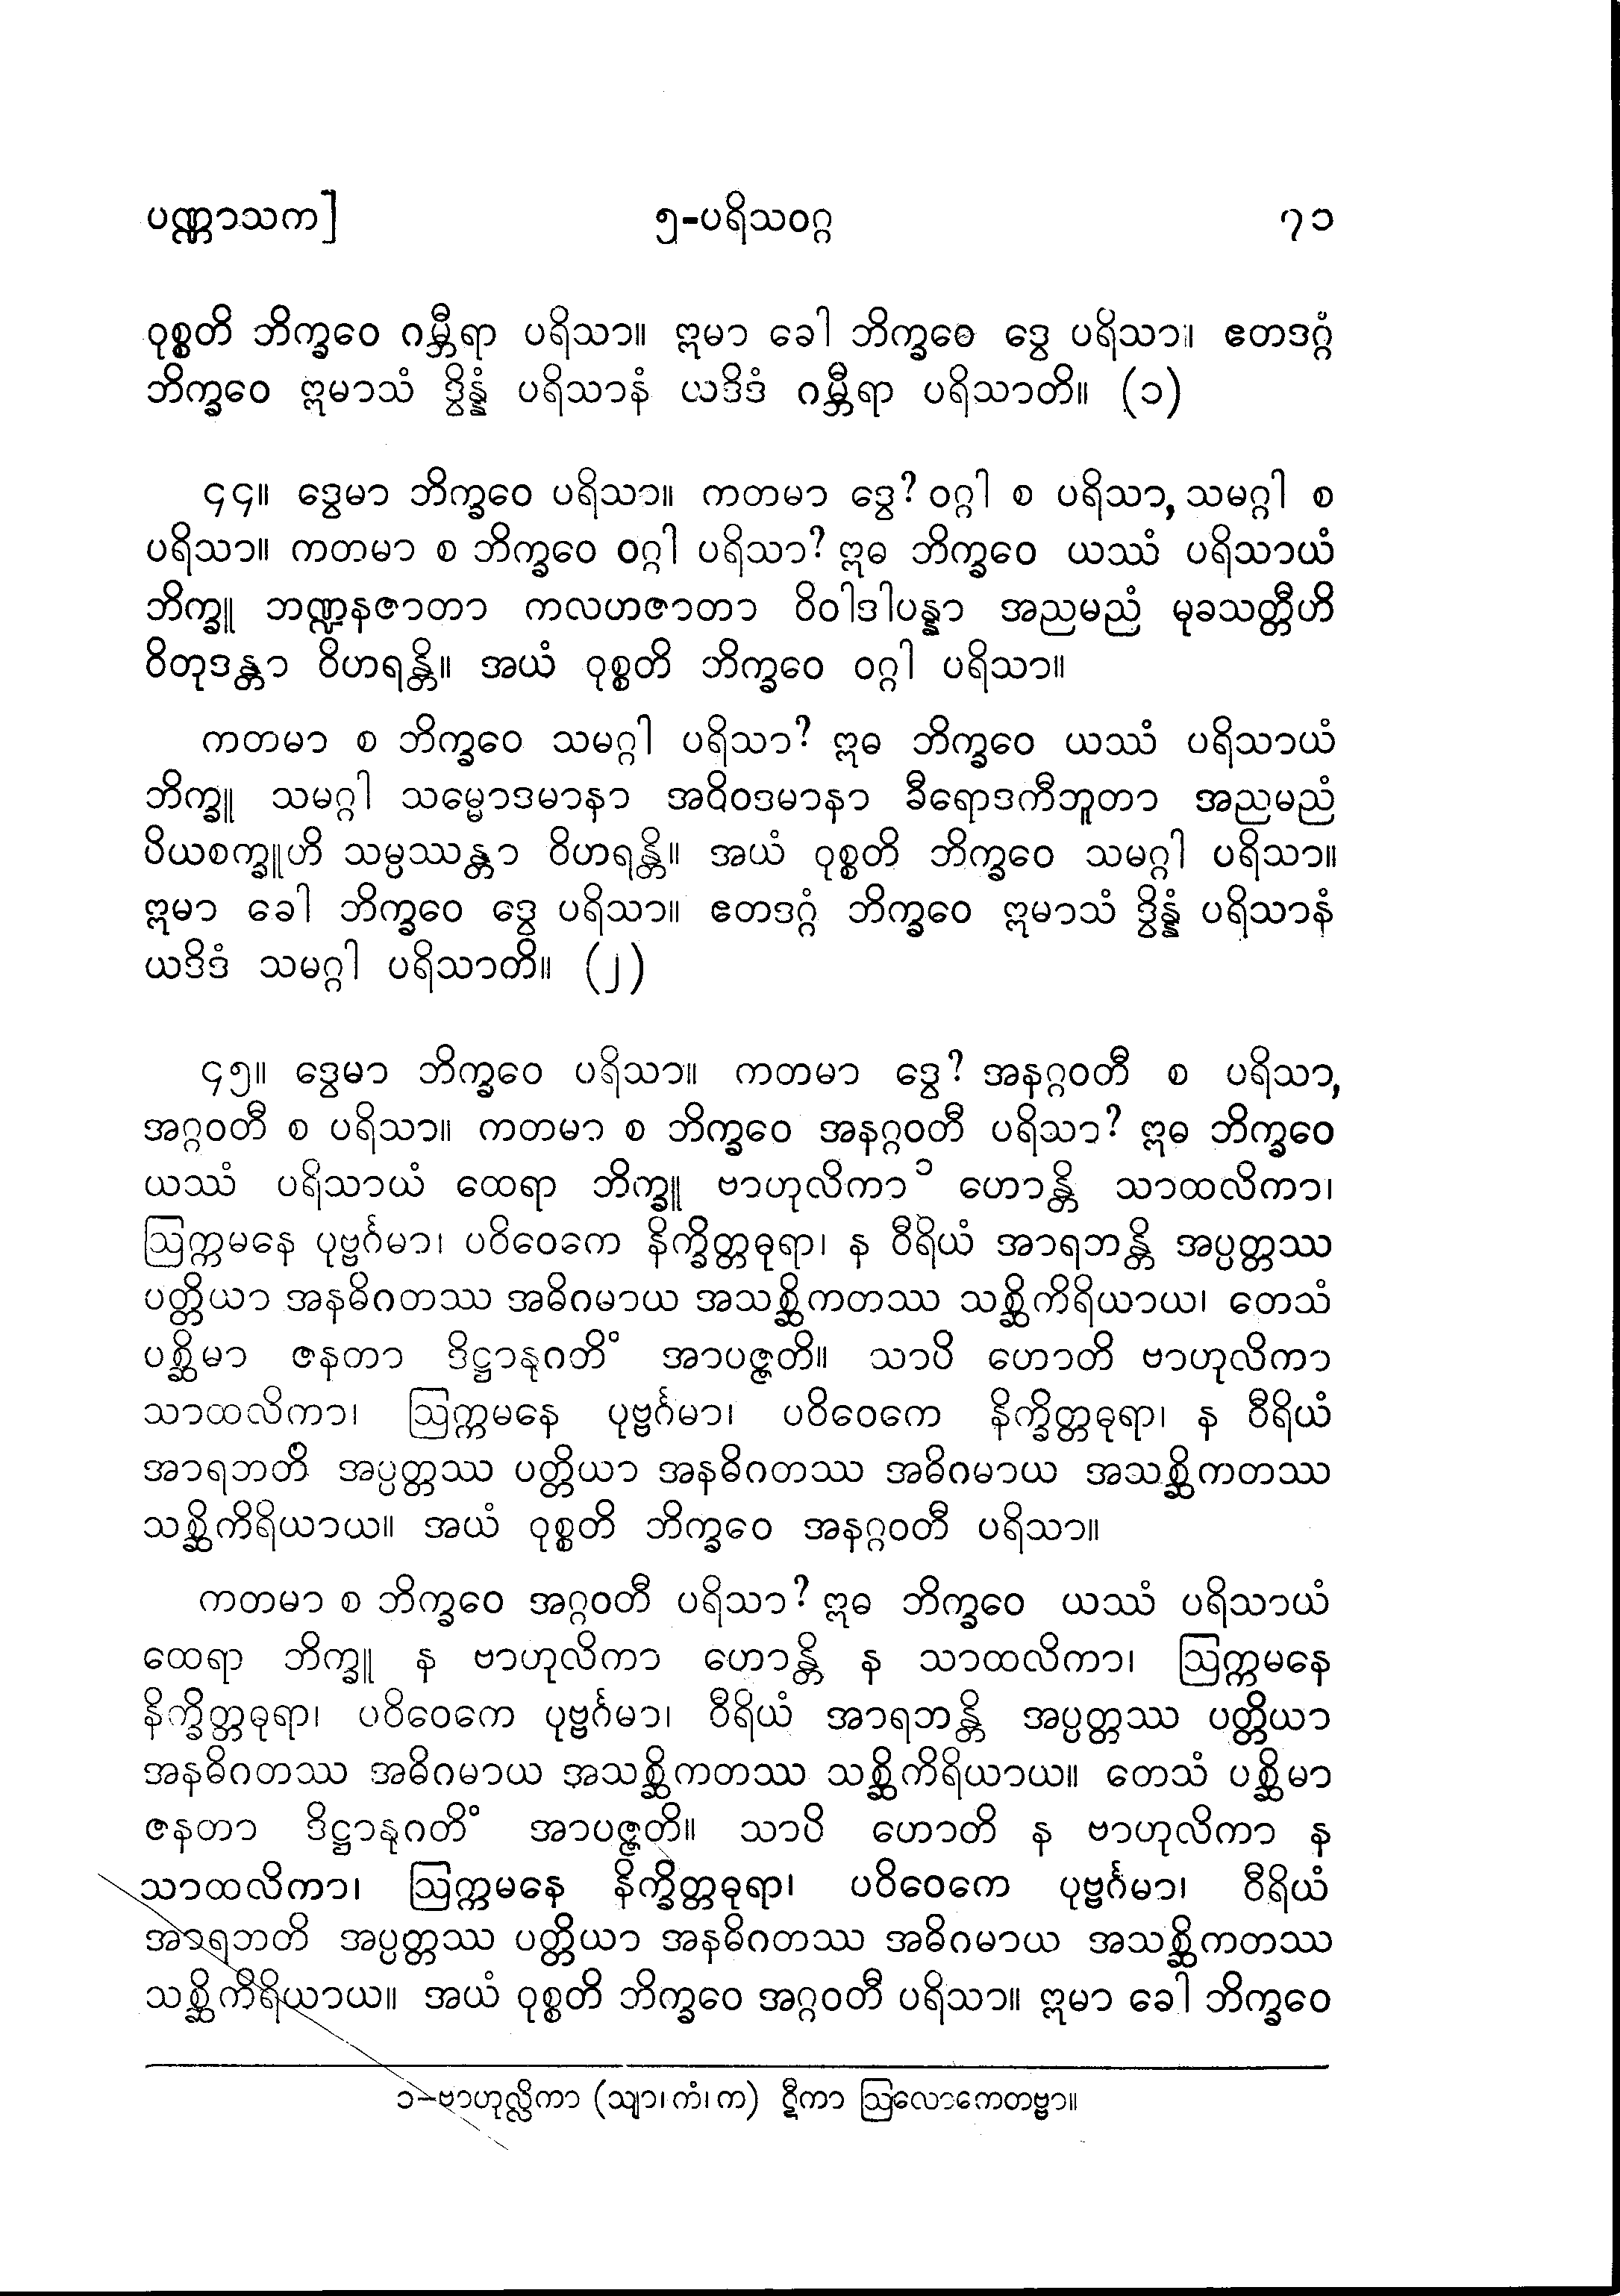 ပဏ္ဏာသက]	၅-ပရိသဝဂ္ဂ	၇၁
ဝုစ္စတိ ဘိက္ခဝေ ဂမ္ဘီရာ ပရိသာ။ ဣမာ ခေါ ဘိက္ခဝေ ဒွေ ပရိသာ။ ဧတဒဂ္ဂံ
ဘိက္ခဝေ ဣမာသံ ဒွိန္နံ ပရိသာနံ ယဒိဒံ ဂမ္ဘီရာ ပရိသာတိ။ (၁)
၄၄။ ဒွေမာ ဘိက္ခဝေ ပရိသာ။ ကတမာ ဒွေ? ဝဂ္ဂါ စ ပရိသာ, သမဂ္ဂါ စ
ပရိသာ။ ကတမာ စ ဘိက္ခဝေ ဝဂ္ဂါ ပရိသာ? ဣဓ ဘိက္ခဝေ ယဿံ ပရိသာယံ
ဘိက္ခူ ဘဏ္ဍနဇာတာ ကလဟဇာတာ ဝိဝါဒါပန္နာ အညမညံ မုခသတ္တီဟိ
ဝိတုဒန္တာ ဝိဟရန္တိ။ အယံ ဝုစ္စတိ ဘိက္ခဝေ ဝဂ္ဂါ ပရိသာ။
ကတမာ စ ဘိက္ခဝေ သမဂ္ဂါ ပရိသာ? ဣဓ ဘိက္ခဝေ ယဿံ ပရိသာယံ
ဘိက္ခူ သမဂ္ဂါ သမ္မောဒမာနာ အဝိဝဒမာနာ ခီရောဒကီဘူတာ အညမညံ
ပိယစက္ခူဟိ သမ္ပဿန္တာ ဝိဟရန္တိ။ အယံ ဝုစ္စတိ ဘိက္ခဝေ သမဂ္ဂါ ပရိသာ။
ဣမာ ခေါ ဘိက္ခဝေ ဒွေ ပရိသာ။ ဧတဒဂ္ဂံ ဘိက္ခဝေ ဣမာသံ ဒွိန္နံ ပရိသာနံ
ယဒိဒံ သမဂ္ဂါ ပရိသာတိ။ (၂)
၄၅။ ဒွေမာ ဘိက္ခဝေ ပရိသာ။ ကတမာ ဒွေ? အနဂ္ဂဝတီ စ ပရိသာ,
အဂ္ဂဝတီ စ ပရိသာ။ ကတမာ စ ဘိက္ခဝေ အနဂ္ဂဝတီ ပရိသာ? ဣဓ ဘိက္ခဝေ
ယဿံ ပရိသာယံ ထေရာ ဘိက္ခူ ဗာဟုလိကာ ၁ ဟောန္တိ သာထလိကာ၊
ဩက္ကမနေ ပုဗ္ဗင်္ဂမာ၊ ပဝိဝေကေ နိက္ခိတ္တဓုရာ၊ န ဝီရိယံ အာရဘန္တိ အပ္ပတ္တဿ
ပတ္တိယာ အနဓိဂတဿ အဓိဂမာယ အသစ္ဆိကတဿ သစ္ဆိကိရိယာယ၊ တေသံ
ပစ္ဆိမာ ဇနတာ ဒိဋ္ဌာနုဂတိံ အာပဇ္ဇတိ။ သာပိ ဟောတိ ဗာဟုလိကာ
သာထလိကာ၊ ဩက္ကမနေ ပုဗ္ဗင်္ဂမာ၊ ပဝိဝေကေ နိက္ခိတ္တဓုရာ၊ န ဝီရိယံ
အာရဘတိ အပ္ပတ္တဿ ပတ္တိယာ အနဓိဂတဿ အဓိဂမာယ အသစ္ဆိကတဿ
သစ္ဆိကိရိယာယ။ အယံ ဝုစ္စတိ ဘိက္ခဝေ အနဂ္ဂဝတီ ပရိသာ။
ကတမာ စ ဘိက္ခဝေ အဂ္ဂဝတီ ပရိသာ? ဣဓ ဘိက္ခဝေ ယဿံ ပရိသာယံ
ထေရာ ဘိက္ခူ န ဗာဟုလိကာ ဟောန္တိ န သာထလိကာ၊ ဩက္ကမနေ
နိက္ခိတ္တဓုရာ၊ ပဝိဝေကေ ပုဗ္ဗင်္ဂမာ၊ ဝီရိယံ အာရဘန္တိ အပ္ပတ္တဿ ပတ္တိယာ
အနဓိဂတဿ အဓိဂမာယ အသစ္ဆိကတဿ သစ္ဆိကိရိယာယ။ တေသံ ပစ္ဆိမာ
ဇနတာ ဒိဋ္ဌာနုဂတိံ အာပဇ္ဇတိ။ သာပိ ဟောတိ န ဗာဟုလိကာ န
သာထလိကာ၊ ဩက္ကမနေ နိက္ခိတ္တဓုရာ၊ ပဝိဝေကေ ပုဗ္ဗင်္ဂမာ၊ ဝီရိယံ
အာရဘတိ အပ္ပတ္တဿ ပတ္တိယာ အနဓိဂတဿ အဓိဂမာယ အသစ္ဆိကတဿ
သစ္ဆိကိရိယာယ။ အယံ ဝုစ္စတိ ဘိက္ခဝေ အဂ္ဂဝတီ ပရိသာ။ ဣမာ ခေါ ဘိက္ခဝေ
၁-ဗာဟုလ္လိကာ (သျာ၊ကံ၊က) ဋီကာ ဩလောကေတဗ္ဗာ။